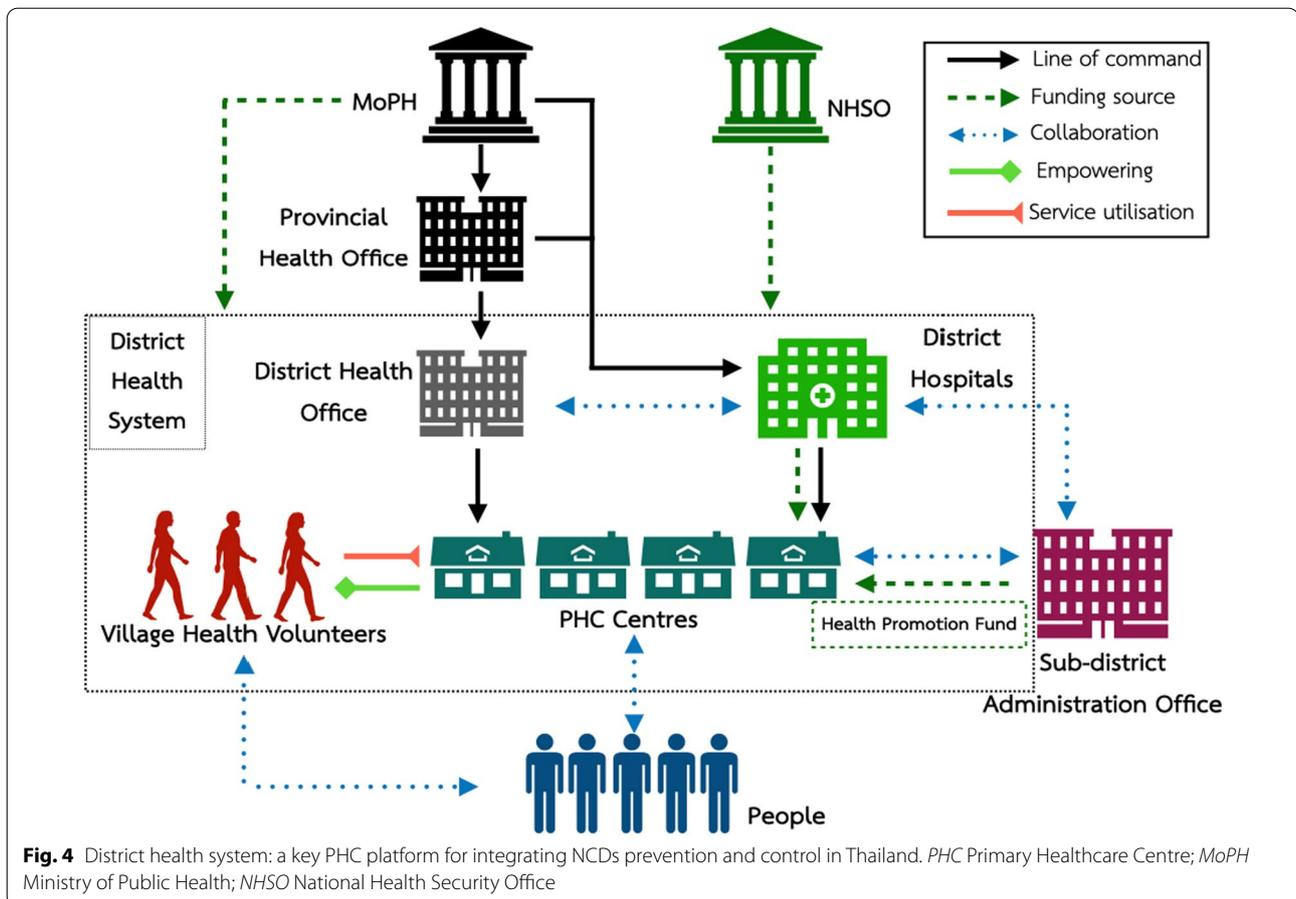 MoPH
NHSO
Line of command
Funding source
Collaboration
Empowering
Service utilisation
Provincial
Health Office
District
Health
System
District Health
Office
District
Hospitals
Village Health Volunteers
PHC Centres
Health Promotion Fund
Sub-district
Administration Office
People
Fig. 4 District health system: a key PHC platform for integrating NCDs prevention and control in Thailand. PHC Primary Healthcare Centre; MoPH
Ministry of Public Health; NHSO National Health Security Office